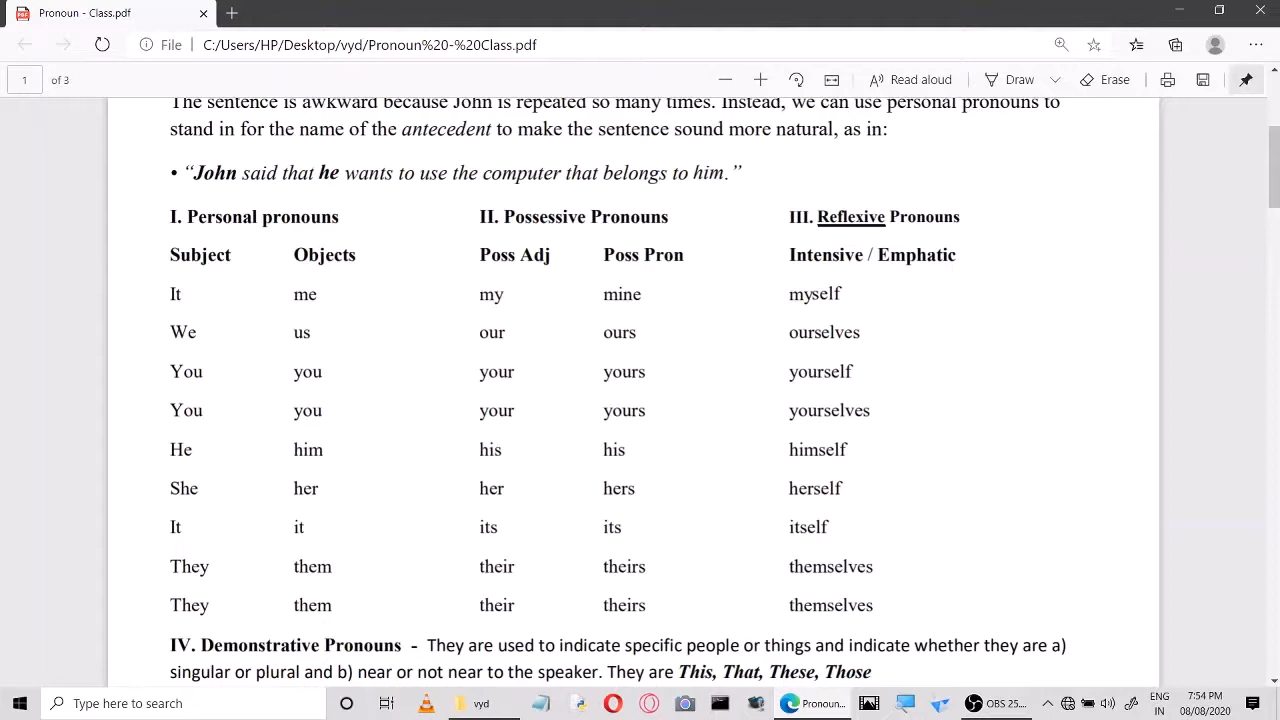 Pronoun - Class.pdf
File C:/Users/HP/Desktop/vyd/Pronoun%20-%20Class.pdf
1 of 3 Read aloud Draw Erase
The sentence is awkward because John is repeated so many times. Instead, we can use personal pronouns to
stand in for the name of the antecedent to make the sentence sound more natural, as in:
• “John said that he wants to use the computer that belongs to him.”
I. Personal pronouns II. Possessive Pronouns III. Reflexive Pronouns
Subject Objects Poss Adj Poss Pron Intensive / Emphatic
It me my mine myself
We us our ours ourselves
You you your yours yourself
You you your yours yourselves
He him his his himself
She her her hers herself
It it its its itself
They them their theirs themselves
They them their theirs themselves
IV. Demonstrative Pronouns - They are used to indicate specific people or things and indicate whether they are a)
singular or plural and b) near or not near to the speaker. They are This, That, These, Those
Type here to search vyd Pronoun... OBS 25.... ENG 7:54 PM
IN 08/08/2020